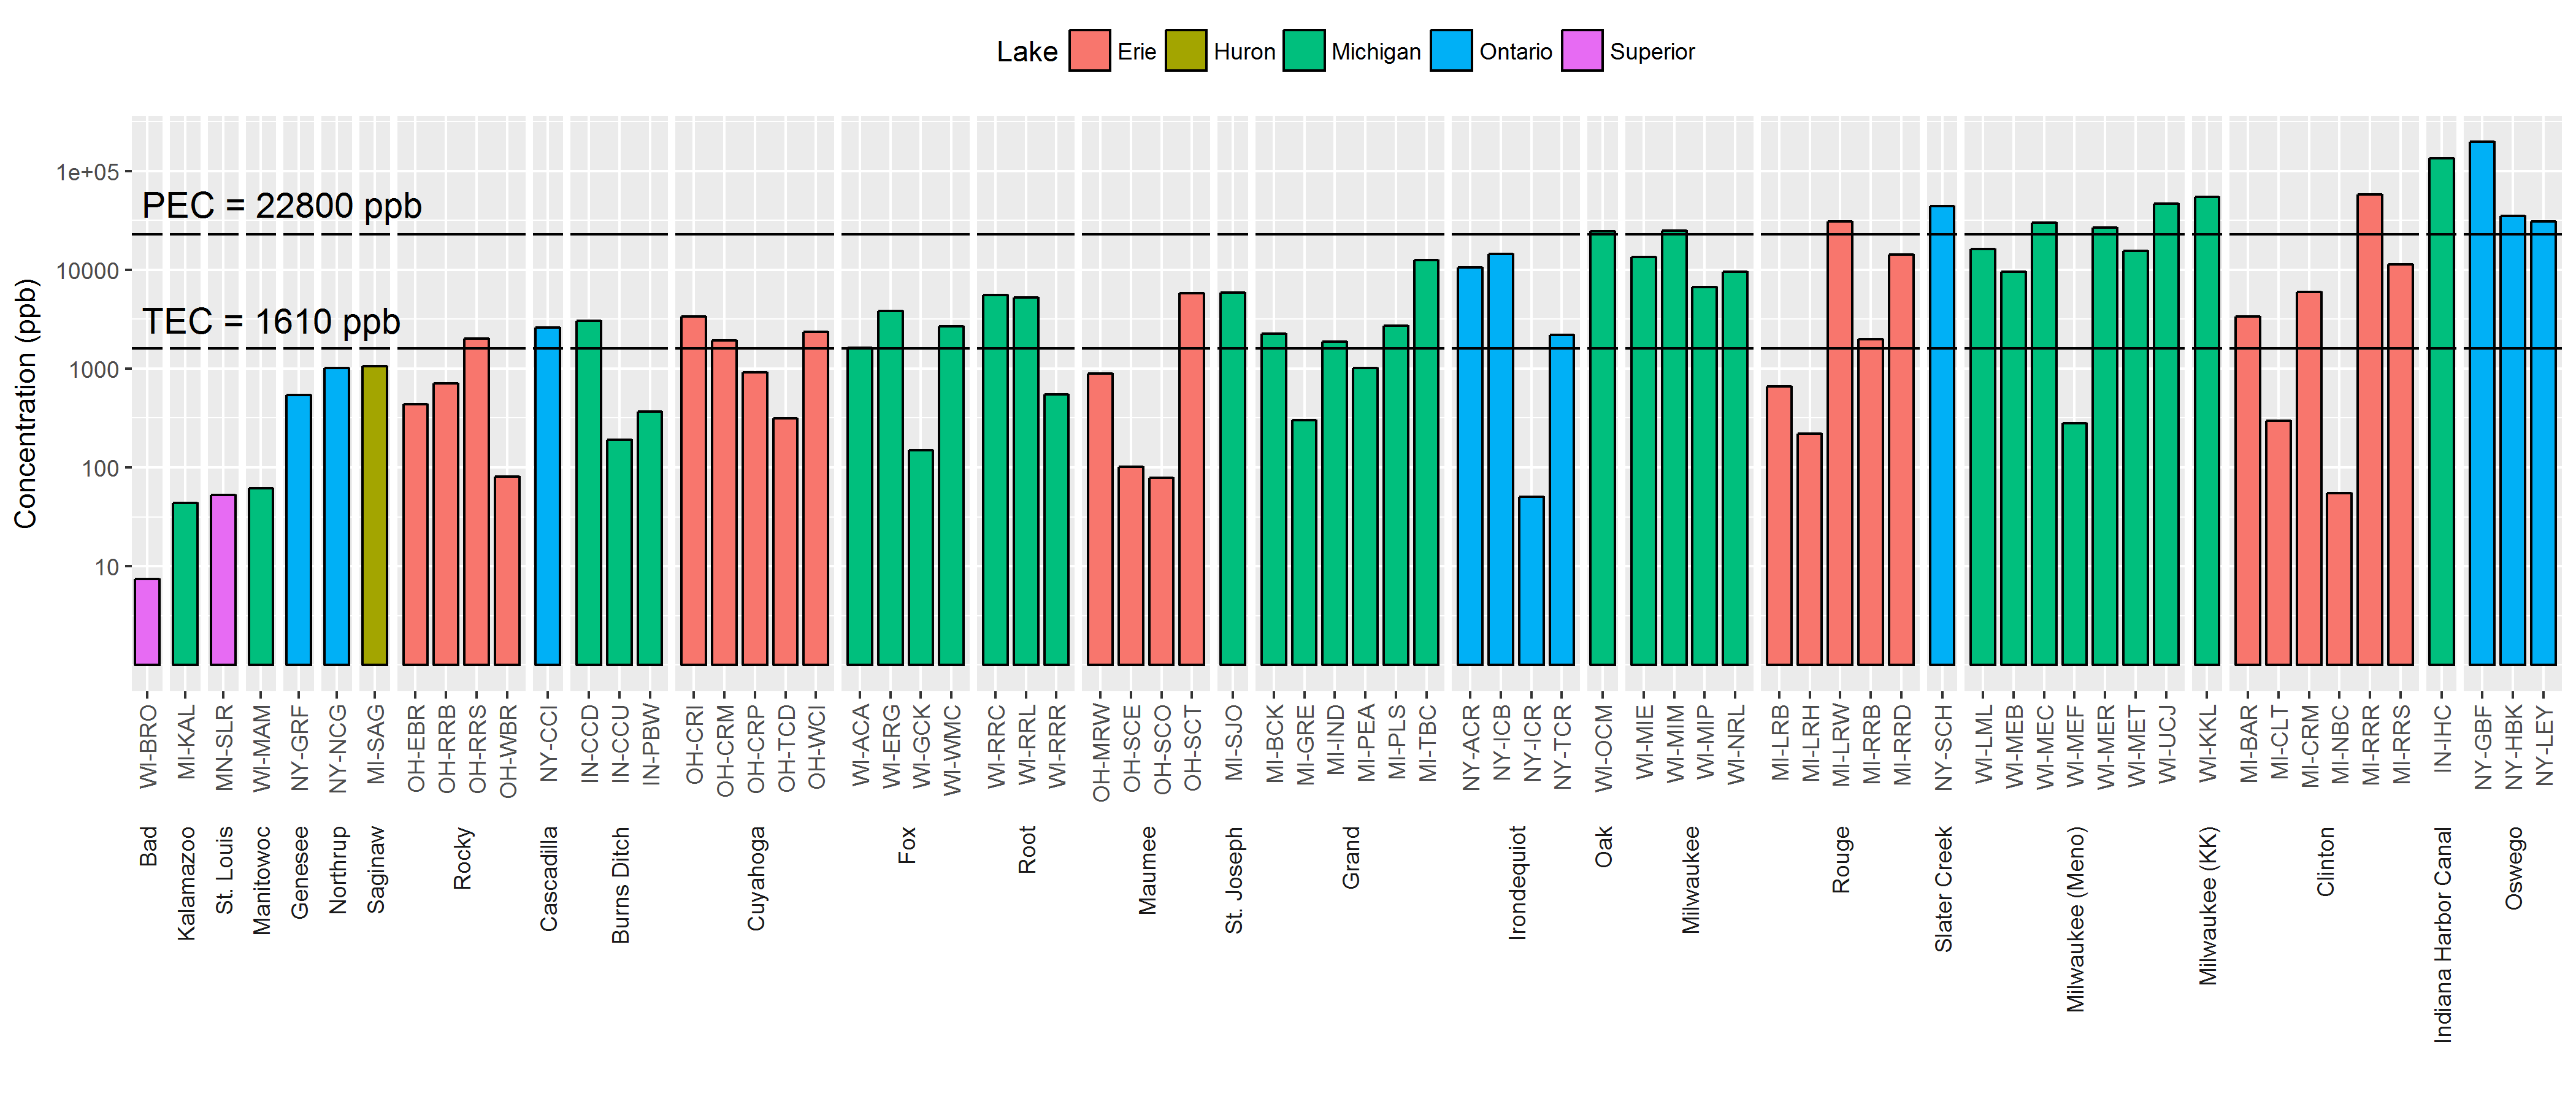 Lake Erie Huron Michigan Ontario Superior
Concentration (ppb)
1e+05
10000
1000
100
10
PEC = 22800 ppb
TEC = 1610 ppb
WI-BRO MI-KAL MN-SLR WI-MAM NY-GRF NY-NCG MI-SAG OH-EBR OH-RRB OH-RRS OH-WBR NY-CCI IN-CCD IN-CCU IN-PBW OH-CRI OH-CRM OH-CRP OH-TCD OH-WCI WI-ACA WI-ERG WI-GCK WI-WMC WI-RRC WI-RRL WI-RRR OH-MRW OH-SCE OH-SCO OH-SCT MI-SJO MI-BCK MI-GRE MI-IND MI-PEA MI-PLS MI-TBC NY-ACR NY-ICB NY-ICR NY-TCR WI-OCM WI-MIE WI-MIM WI-MIP WI-NRL MI-LRB MI-LRH MI-LRW MI-RRB MI-RRD NY-SCH WI-LML WI-MEB WI-MEC WI-MEF WI-MER WI-MET WI-UCJ WI-KKL MI-BAR MI-CLT MI-CRM MI-NBC MI-RRR MI-RRS IN-IHC NY-GBF NY-HBK NY-LEY
Bad Kalamazoo St. Louis Manitowoc Genesee Northrup Saginaw Rocky Cascadilla Burns Ditch Cuyahoga Fox Root Maumee St. Joseph Grand Irondequiot Oak Milwaukee Rouge Slater Creek Milwaukee (Meno) Milwaukee (KK) Clinton Indiana Harbor Canal Oswego